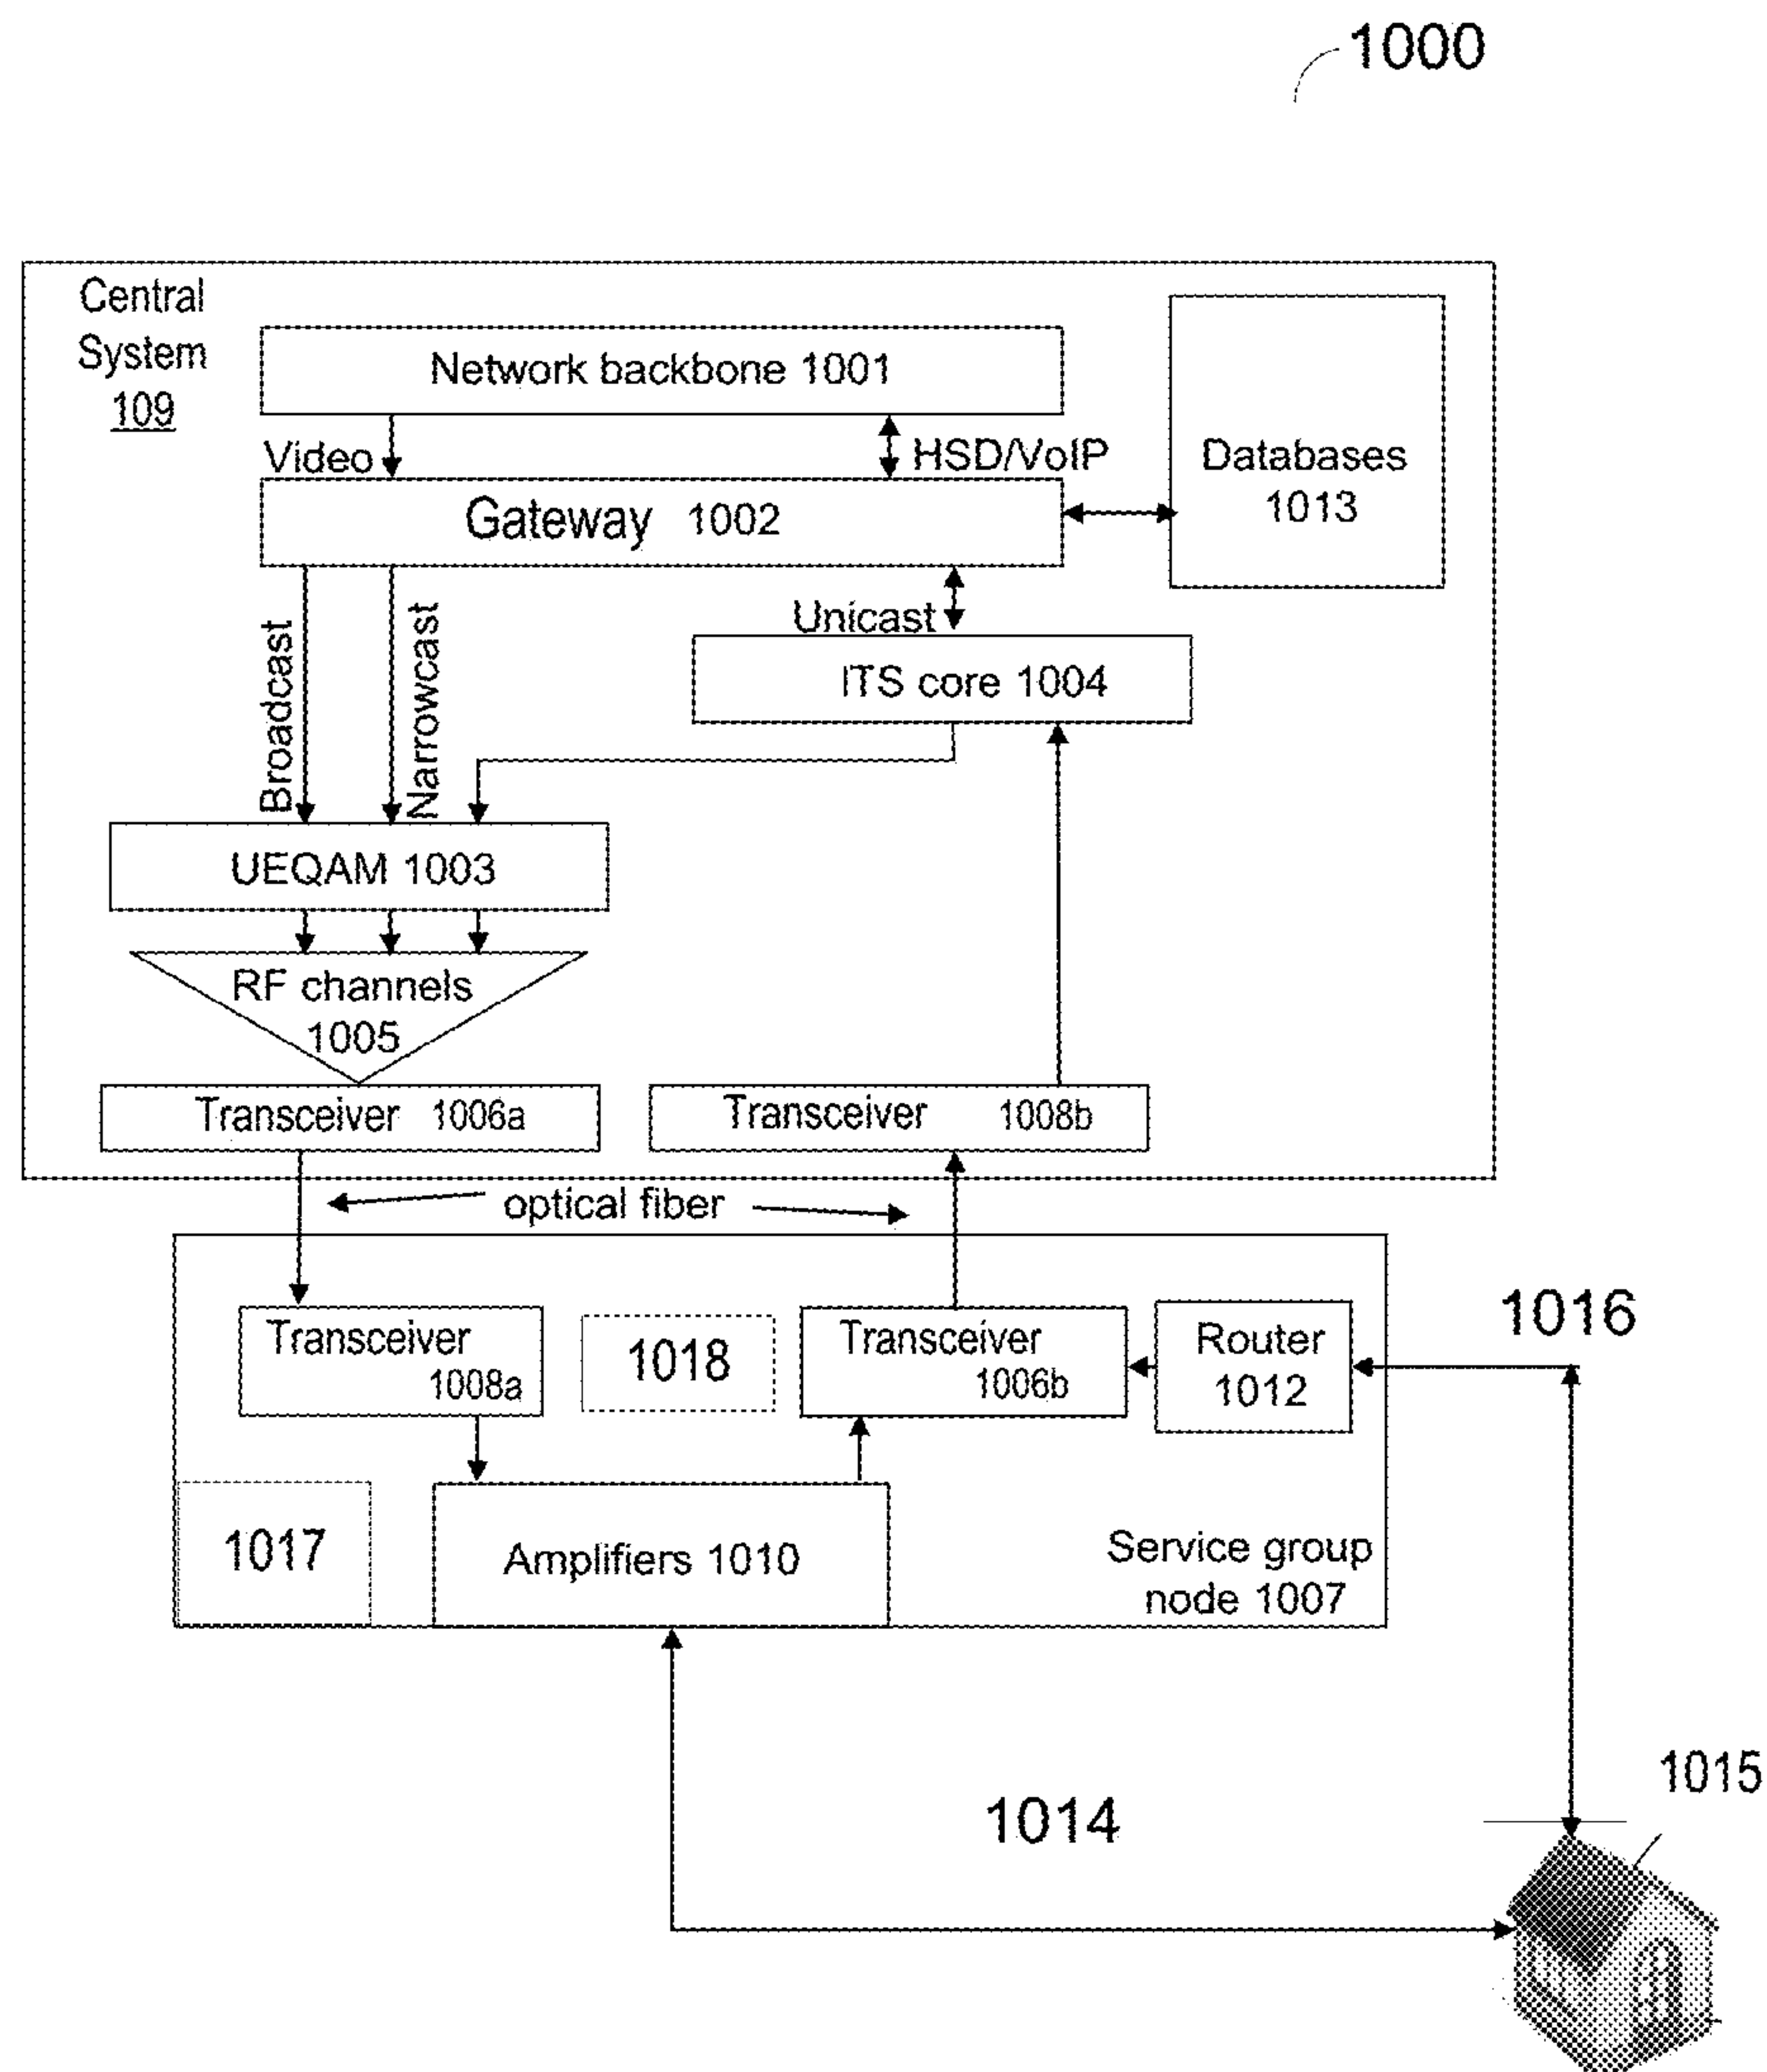 1000
Central
System
109
Network backbone 1001
Video
HSD/VoIP
Databases
1013
Gateway 1002
Unicast
Broadcast
Narrowcast
ITS core 1004
UEQAM 1003
RF channels
1005
Transceiver 1006a
Transceiver 1008b
optical fiber
Transceiver
1008a
1018
Transceiver
1006b
Router
1012
1016
1017
Amplifiers 1010
Service group
node 1007
1015
1014